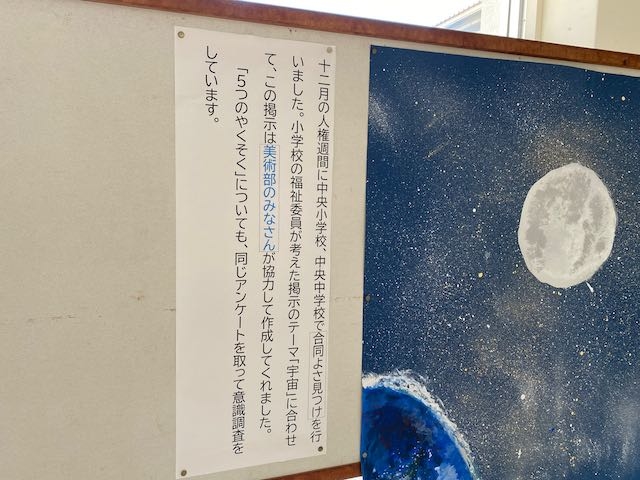 十二月の人権週間に中央小学校、中央中学校で合同よさ見つけを行
いました。小学校の福祉委員が考えた掲示のテーマ「宇宙」に合わせ
て、この掲示は美術部のみなさんが協力して作成してくれました。
「５つのやくそく」についても、同じアンケートを取って意識調査を
しています。